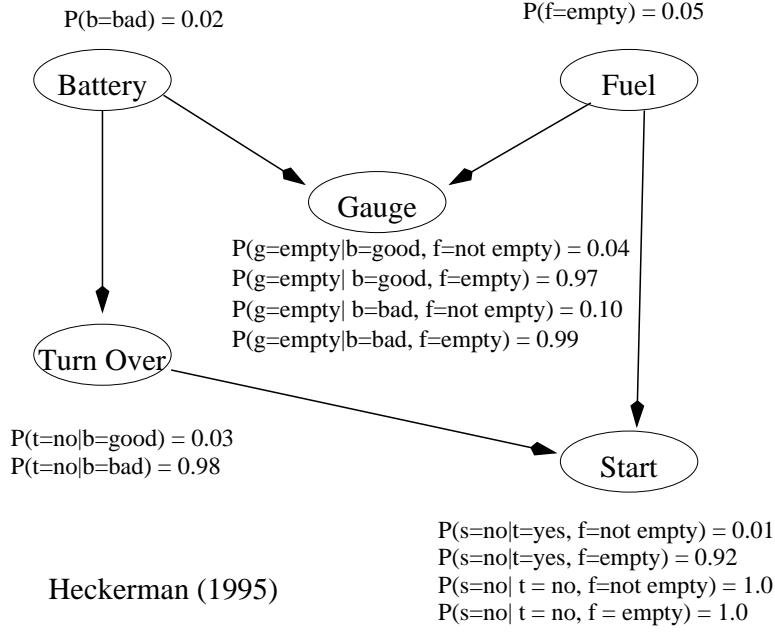 P(b=bad) = 0.02
P(f=empty) = 0.05
Battery
Fuel
Gauge
P(g=empty|b=good, f=not empty) = 0.04
P(g=empty| b=good, f=empty) = 0.97
P(g=empty| b=bad, f=not empty) = 0.10
P(g=empty|b=bad, f=empty) = 0.99
Turn Over
P(t=no|b=good) = 0.03
P(t=no|b=bad) = 0.98
Start
P(s=no|t=yes, f=not empty) = 0.01
P(s=no|t=yes, f=empty) = 0.92
P(s=no| t = no, f=not empty) = 1.0
P(s=no| t = no, f = empty) = 1.0
Heckerman (1995)